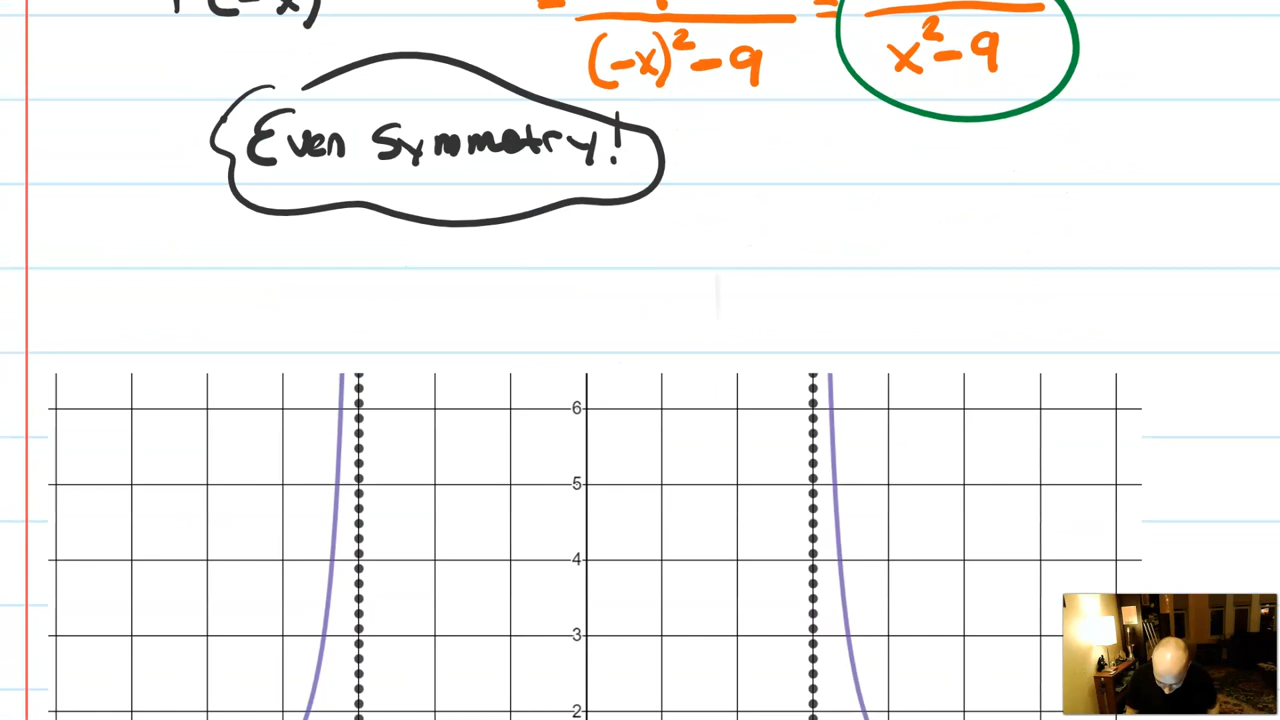 (-x)
= =
(-x)²-9 x²-9
Even Symmetry!
6
5
4
3
2